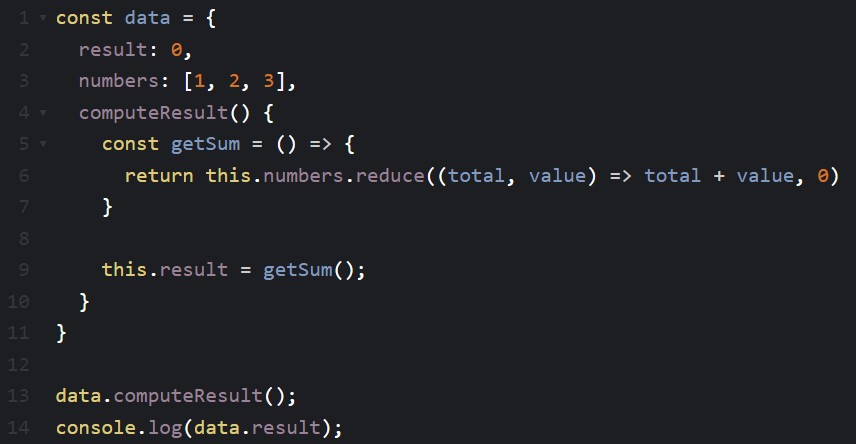 1 const data = {
2   result: 0,
3   numbers: [1, 2, 3],
4   computeResult() {
5     const getSum = () => {
6       return this.numbers.reduce((total, value) => total + value, 0)
7     }
8
9     this.result = getSum();
10   }
11 }
12
13 data.computeResult();
14 console.log(data.result);